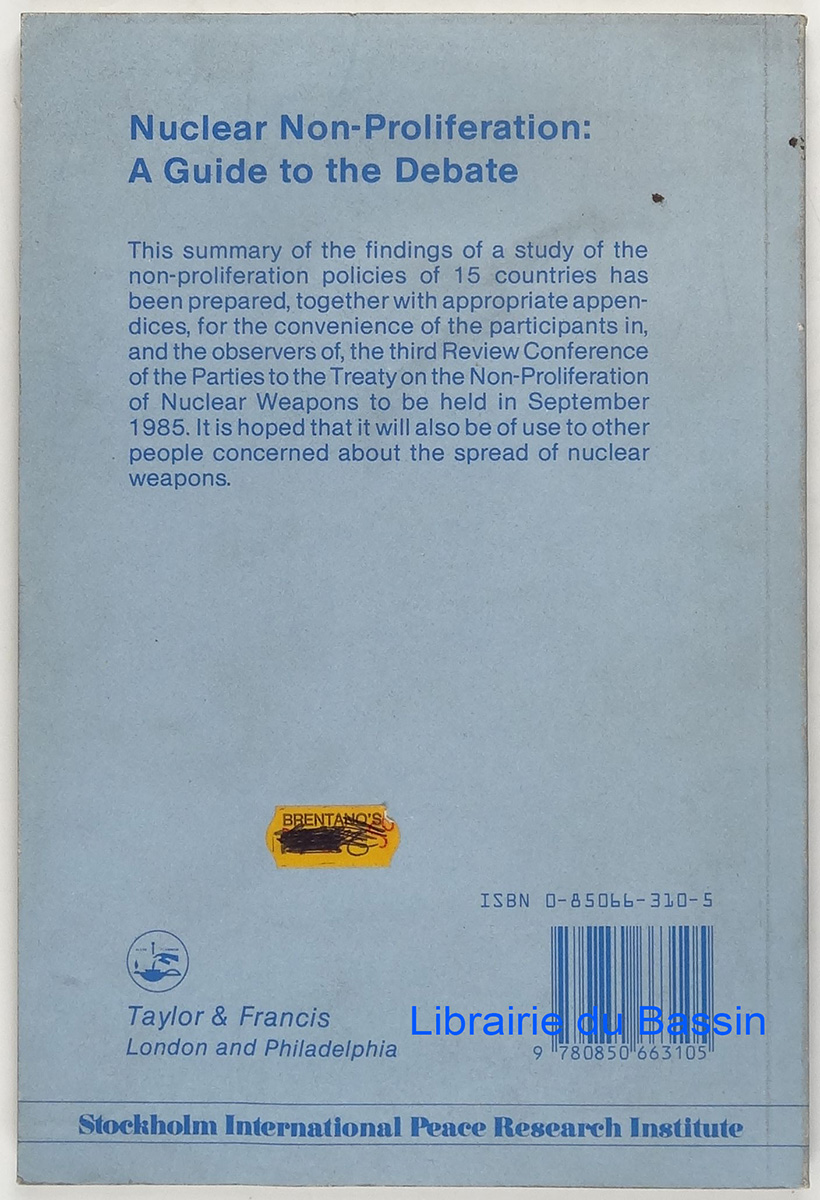 Nuclear Non-Proliferation:
A Guide to the Debate
This summary of the findings of a study of the
non-proliferation policies of 15 countries has
been prepared, together with appropriate appen-
dices, for the convenience of the participants in,
and the observers of, the third Review Conference
of the Parties to the Treaty on the Non-Proliferation
of Nuclear Weapons to be held in September
1985. It is hoped that it will also be of use to other
people concerned about the spread of nuclear
weapons.
BRENTANO'S
ISBN 0-85066-310-5
Taylor & Francis
London and Philadelphia
Librairie du Bassin
9 780850 663105
Stockholm International Peace Research Institute